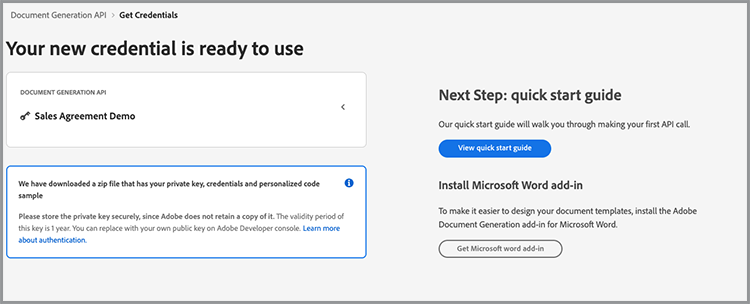 Document Generation API > Get Credentials
Your new credential is ready to use
DOCUMENT GENERATION API
Sales Agreement Demo
We have downloaded a zip file that has your private key, credentials and personalized code
sample
Please store the private key securely, since Adobe does not retain a copy of it. The validity period of
this key is 1 year. You can replace with your own public key on Adobe Developer console. Learn more
about authentication.
Next Step: quick start guide
Our quick start guide will walk you through making your first API call.
View quick start guide
Install Microsoft Word add-in
To make it easier to design your document templates, install the Adobe
Document Generation add-in for Microsoft Word.
Get Microsoft word add-in